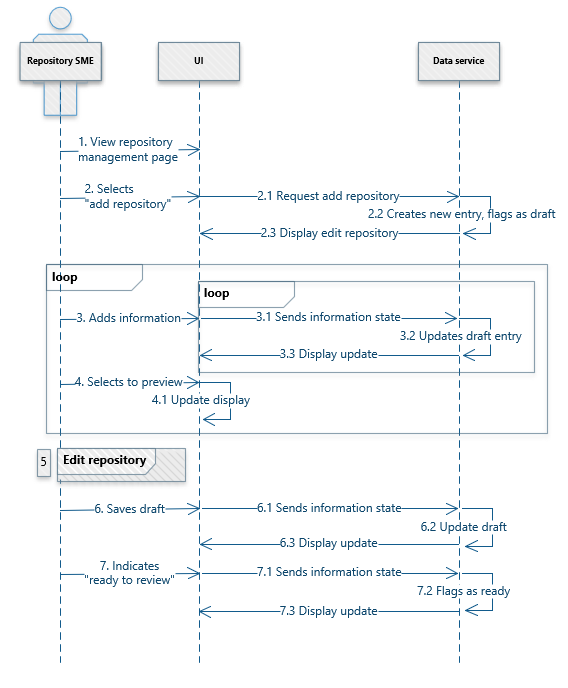 Repository SME
UI
Data service
1. View repository
management page
2. Selects
"add repository"
2.1 Request add repository
2.2 Creates new entry, flags as draft
2.3 Display edit repository
loop
loop
3. Adds information
3.1 Sends information state
3.2 Updates draft entry
3.3 Display update
4. Selects to preview
4.1 Update display
5
Edit repository
6. Saves draft
6.1 Sends information state
6.2 Update draft
6.3 Display update
7. Indicates
"ready to review"
7.1 Sends information state
7.2 Flags as ready
7.3 Display update